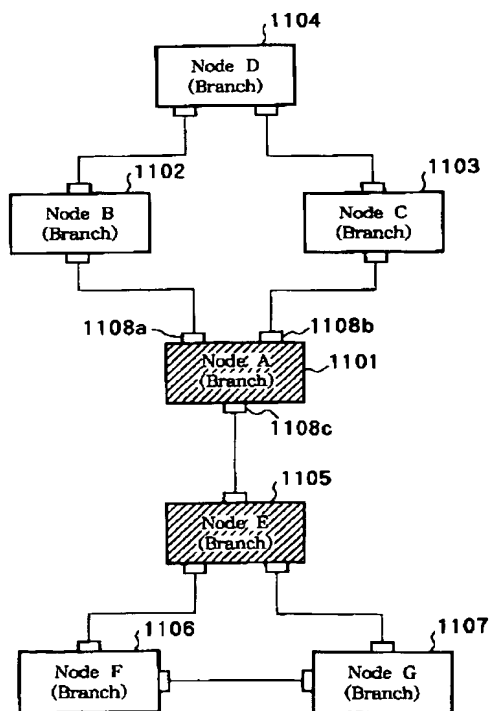 1104
Node D
(Branch)
1102
1103
Node B
(Branch)
Node C
(Branch)
1108a
1108b
Node A
(Branch)
1101
1108c
1105
Node E
(Branch)
1106
1107
Node F
(Branch)
Node G
(Branch)